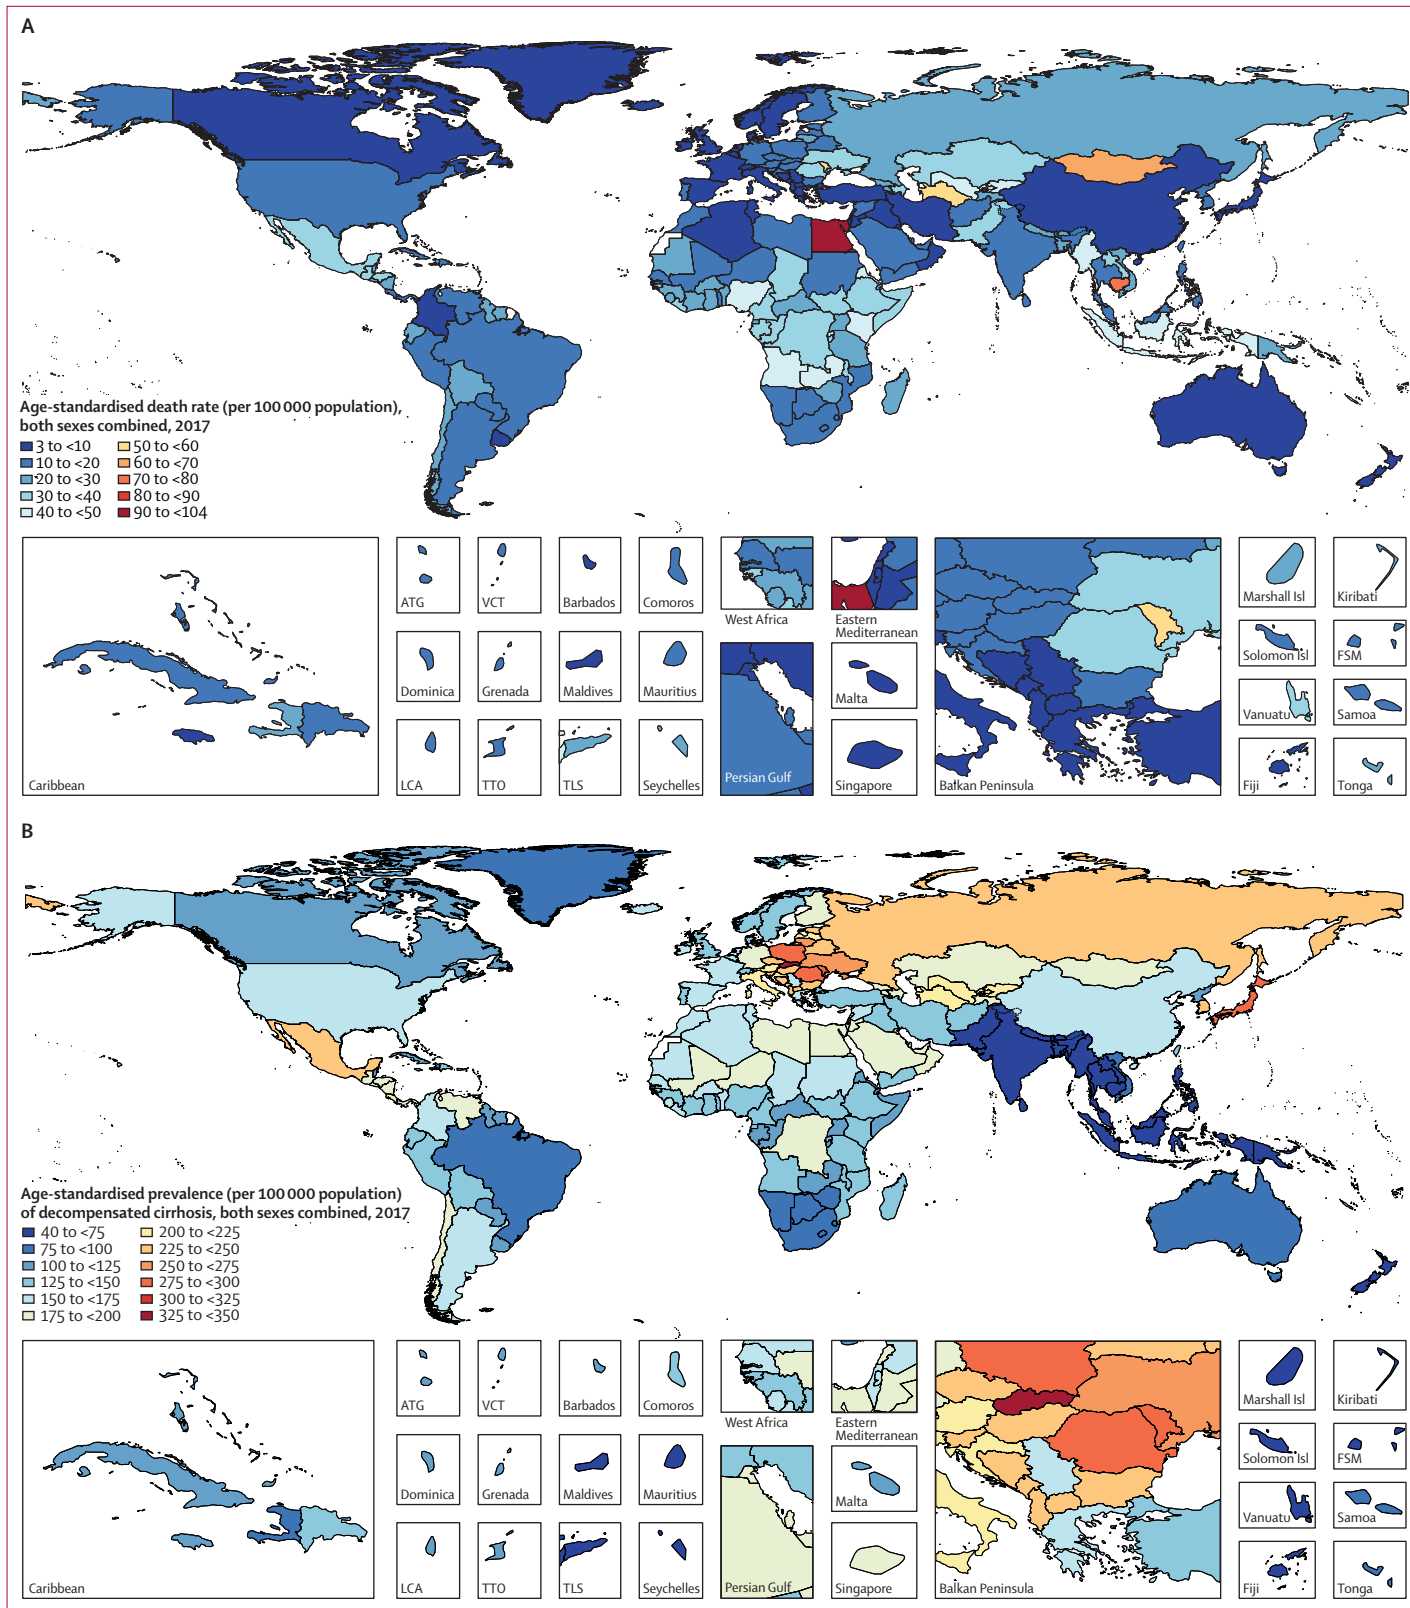 A
Age-standardised death rate (per 100 000 population),
both sexes combined, 2017
3 to <10
10 to <20
20 to <30
30 to <40
40 to <50
50 to <60
60 to <70
70 to <80
80 to <90
90 to <104
Caribbean
ATG
VCT
Barbados
Comoros
Dominica
Grenada
Maldives
Mauritius
LCA
TTO
TLS
Seychelles
West Africa
Eastern
Mediterranean
Persian Gulf
Malta
Singapore
Balkan Peninsula
Marshall Isl
Kiribati
Solomon Isl
FSM
Vanuatu
Samoa
Fiji
Tonga
B
Age-standardised prevalence (per 100 000 population)
of decompensated cirrhosis, both sexes combined, 2017
40 to <75
75 to <100
100 to <125
125 to <150
150 to <175
175 to <200
200 to <225
225 to <250
250 to <275
275 to <300
300 to <325
325 to <350
Caribbean
ATG
VCT
Barbados
Comoros
Dominica
Grenada
Maldives
Mauritius
LCA
TTO
TLS
Seychelles
West Africa
Eastern
Mediterranean
Persian Gulf
Malta
Singapore
Balkan Peninsula
Marshall Isl
Kiribati
Solomon Isl
FSM
Vanuatu
Samoa
Fiji
Tonga